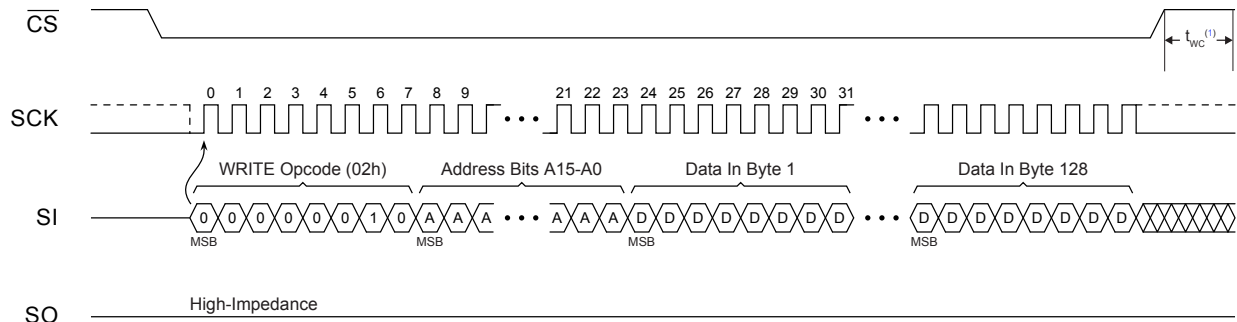 CS
t_WC(1)
0 1 2 3 4 5 6 7 8 9 21 22 23 24 25 26 27 28 29 30 31
SCK • • • • • •
WRITE Opcode (02h) Address Bits A15-A0 Data In Byte 1 Data In Byte 128
SI 0 0 0 0 0 0 1 0 A A A • • • A A A D D D D D D D D • • • D D D D D D D D
MSB MSB MSB MSB
High-Impedance
SO